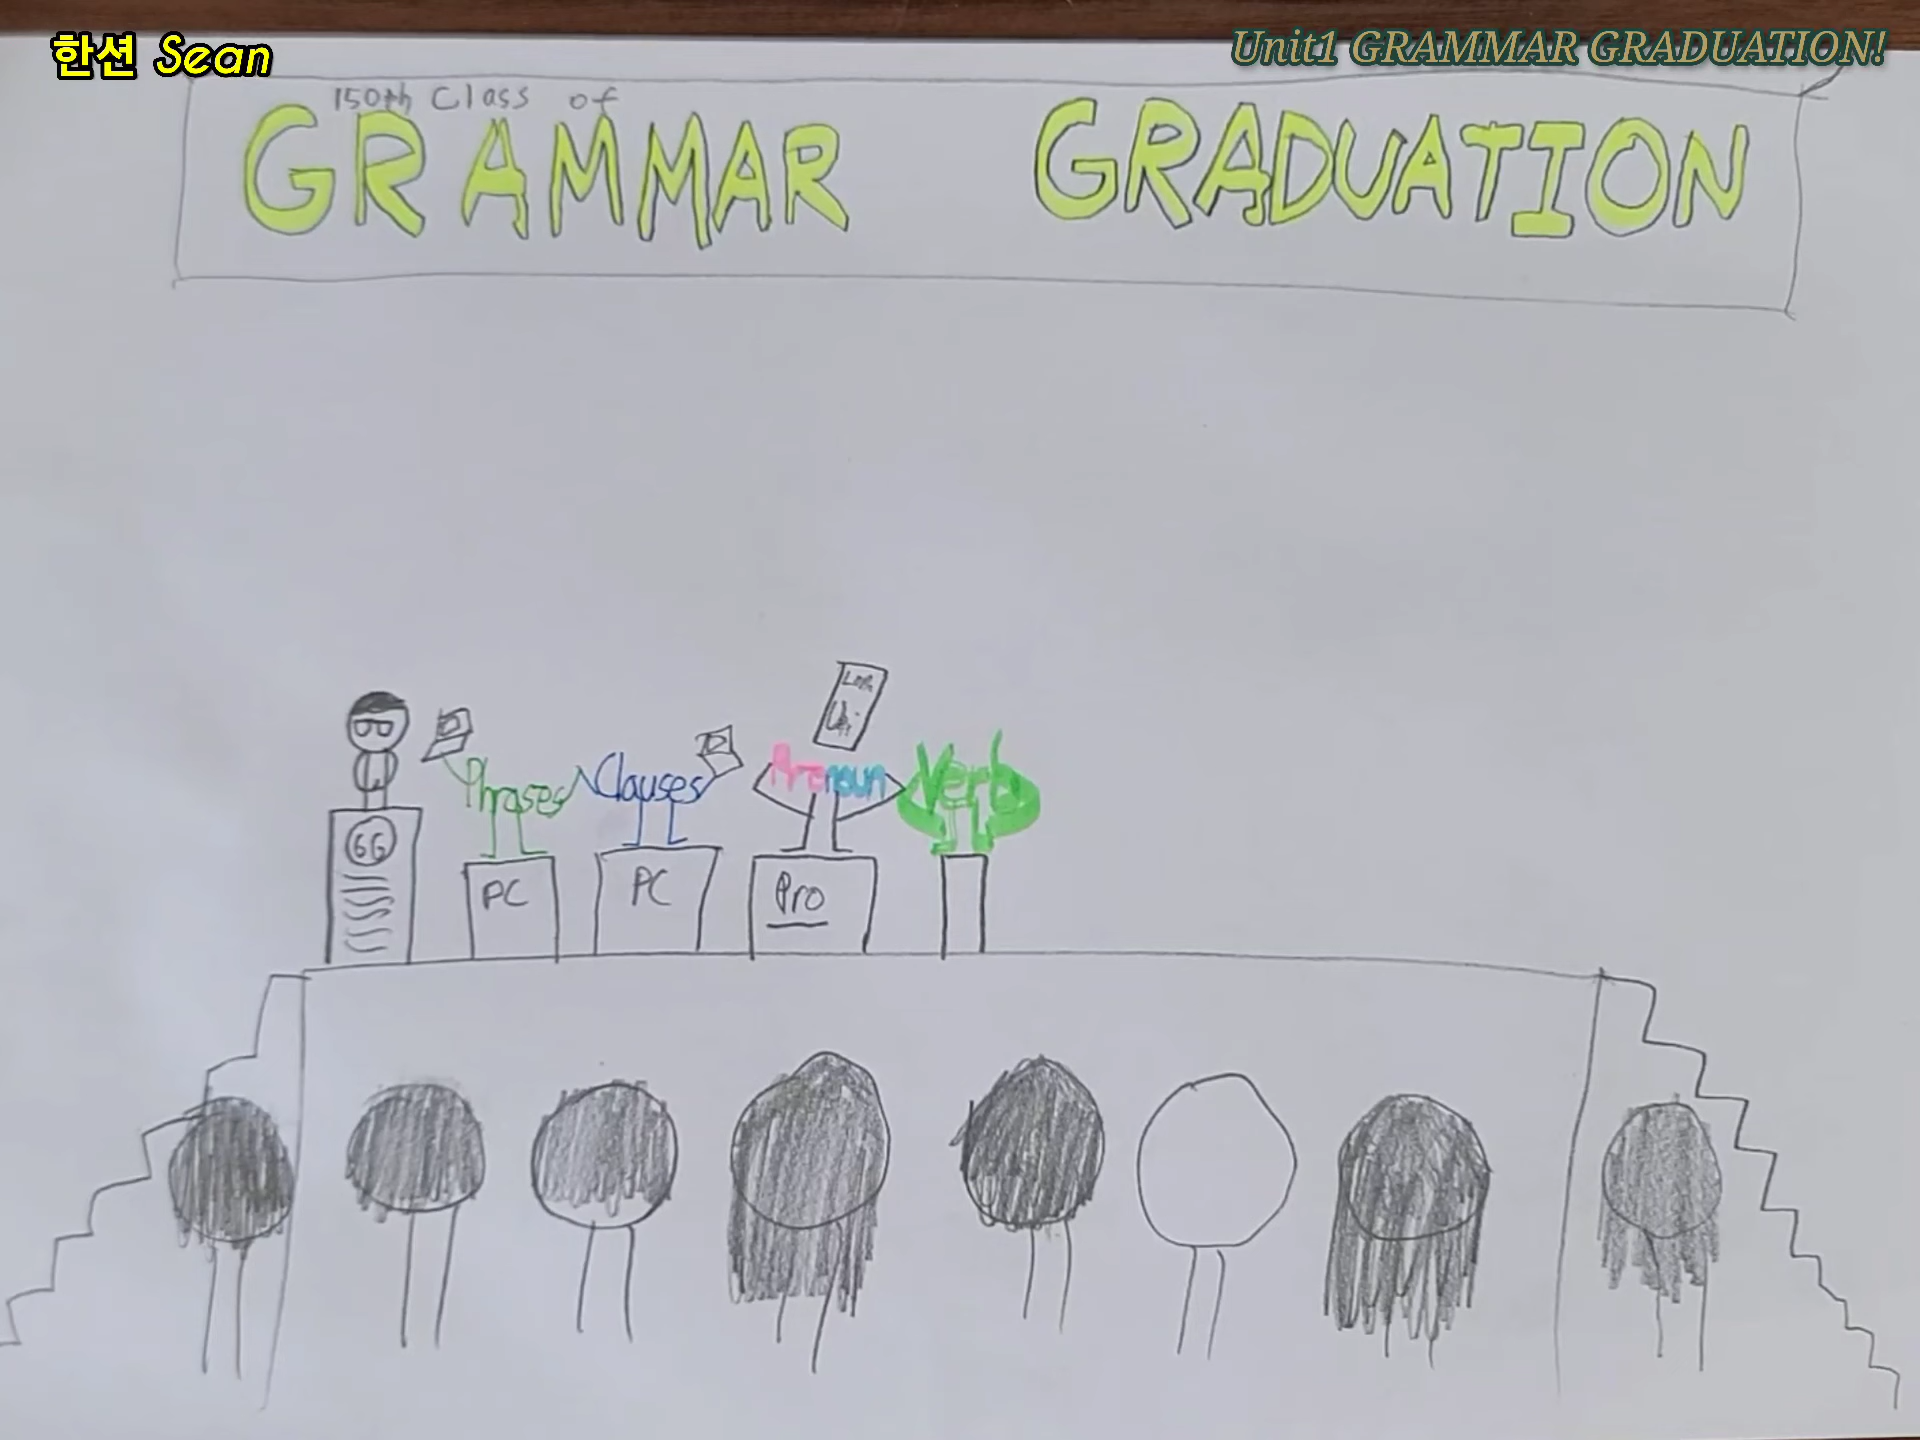 한션 Sean
Unit1 GRAMMAR GRADUATION!
150th Class of
GRAMMAR GRADUATION
Phrases Clauses Pronoun Verb
GG
PC PC Pro